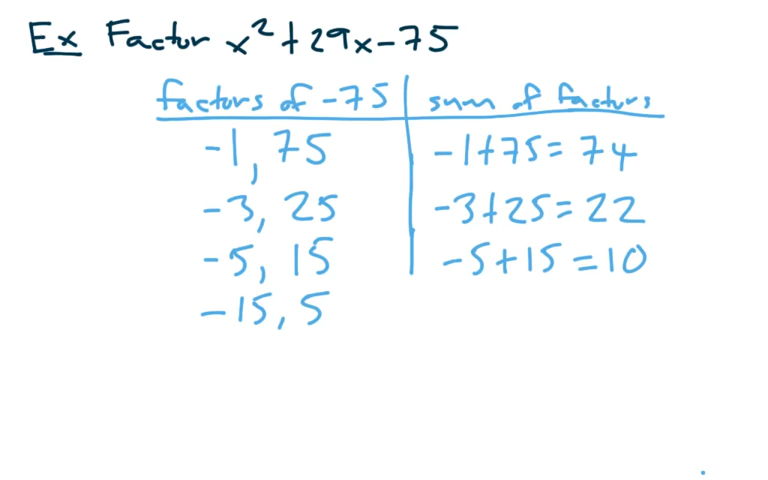 Ex Factor x² + 29x - 75
factors of -75 | sum of factors
-1, 75 | -1+75 = 74
-3, 25 | -3+25 = 22
-5, 15 | -5+15 = 10
-15, 5